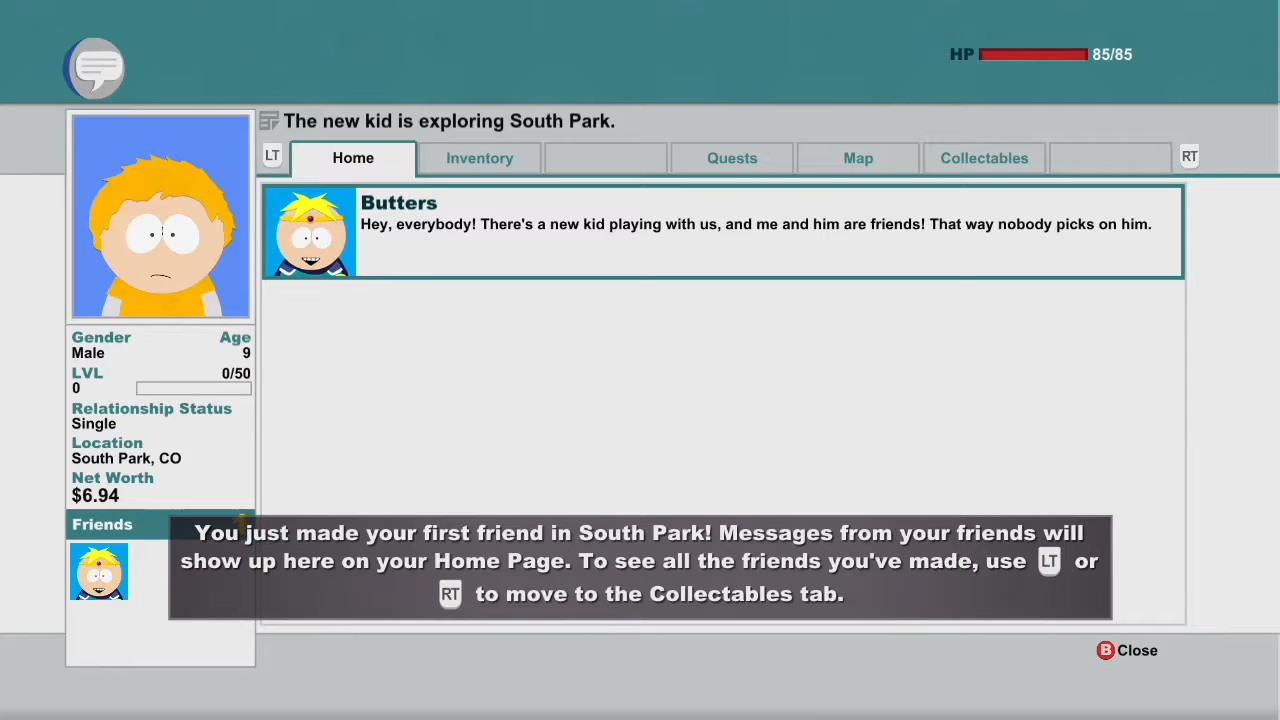 HP 85/85
The new kid is exploring South Park.
LT Home Inventory Quests Map Collectables RT
Butters
Hey, everybody! There's a new kid playing with us, and me and him are friends! That way nobody picks on him.
Gender Age
Male 9
LVL 0/50
0
Relationship Status
Single
Location
South Park, CO
Net Worth
$6.94
Friends 1
You just made your first friend in South Park! Messages from your friends will
show up here on your Home Page. To see all the friends you've made, use LT or
RT to move to the Collectables tab.
B Close